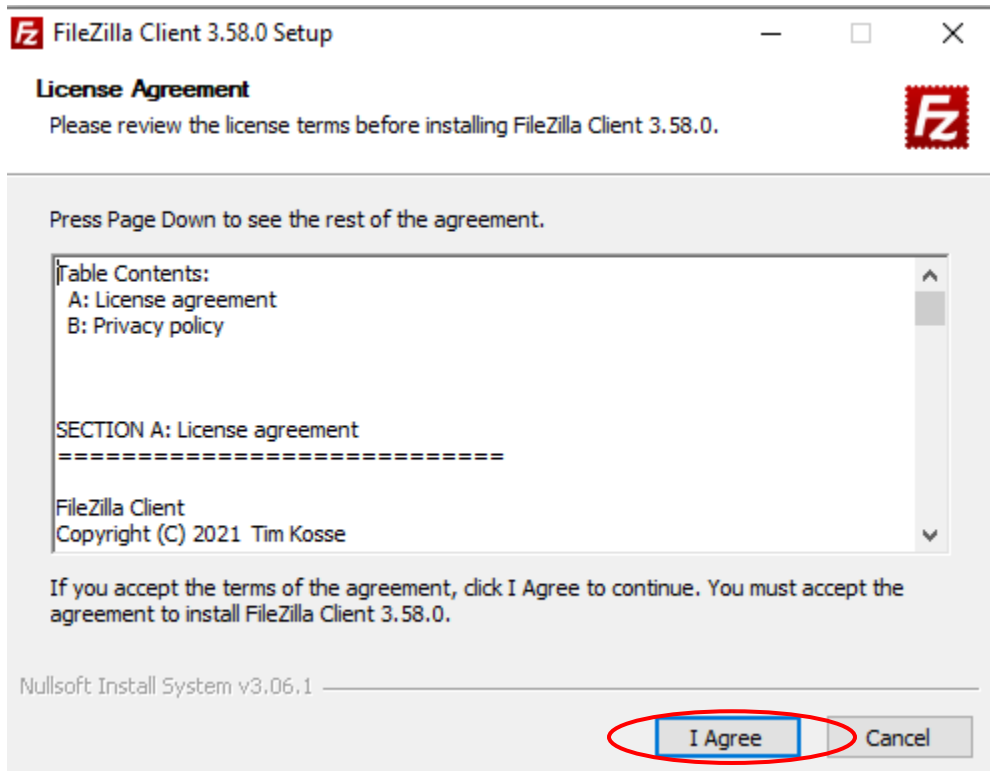 Fz FileZilla Client 3.58.0 Setup
License Agreement
Please review the license terms before installing FileZilla Client 3.58.0.
Fz
Press Page Down to see the rest of the agreement.
Table Contents:
A: License agreement
B: Privacy policy
SECTION A: License agreement
============================
FileZilla Client
Copyright (C) 2021 Tim Kosse
If you accept the terms of the agreement, click I Agree to continue. You must accept the
agreement to install FileZilla Client 3.58.0.
Nullsoft Install System v3.06.1
I Agree Cancel